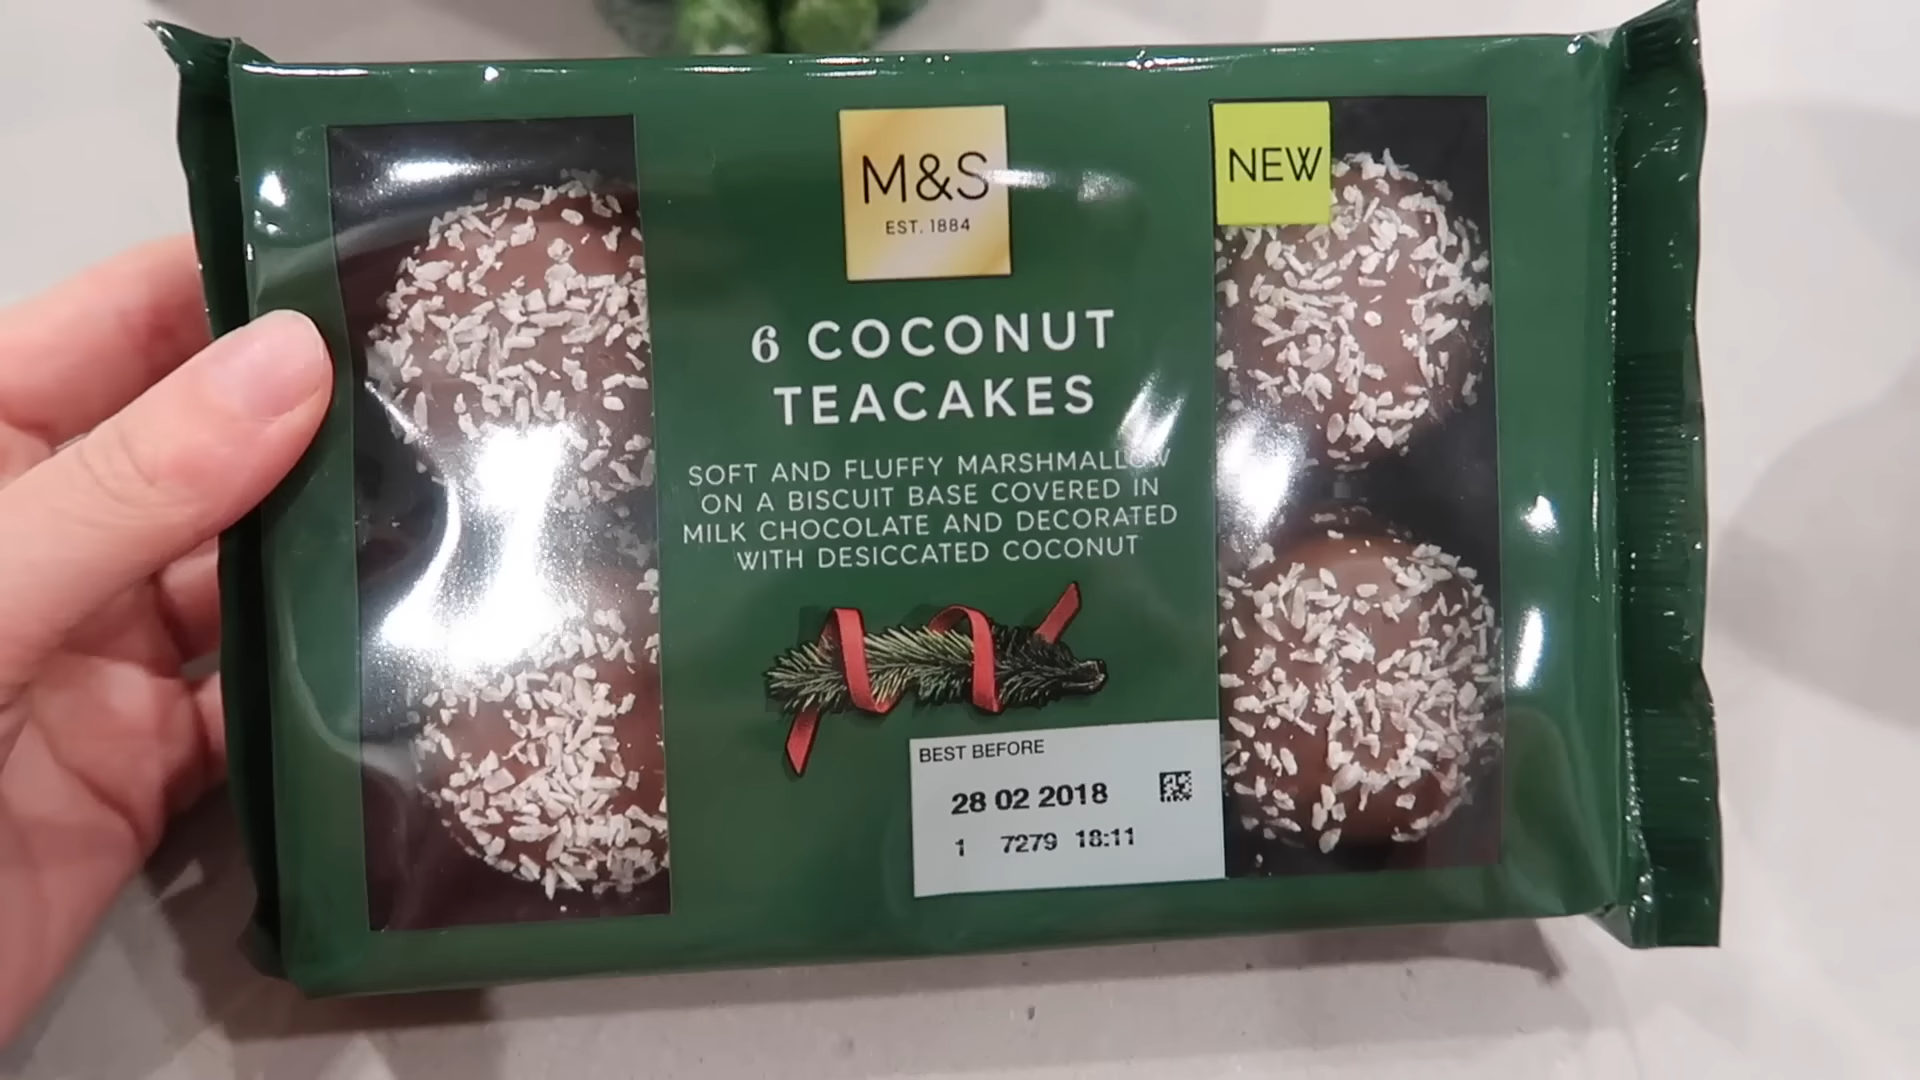 M&S
EST. 1884
NEW
6 COCONUT
TEACAKES
SOFT AND FLUFFY MARSHMALLOW
ON A BISCUIT BASE COVERED IN
MILK CHOCOLATE AND DECORATED
WITH DESICCATED COCONUT
BEST BEFORE
28 02 2018
1 7279 18:11